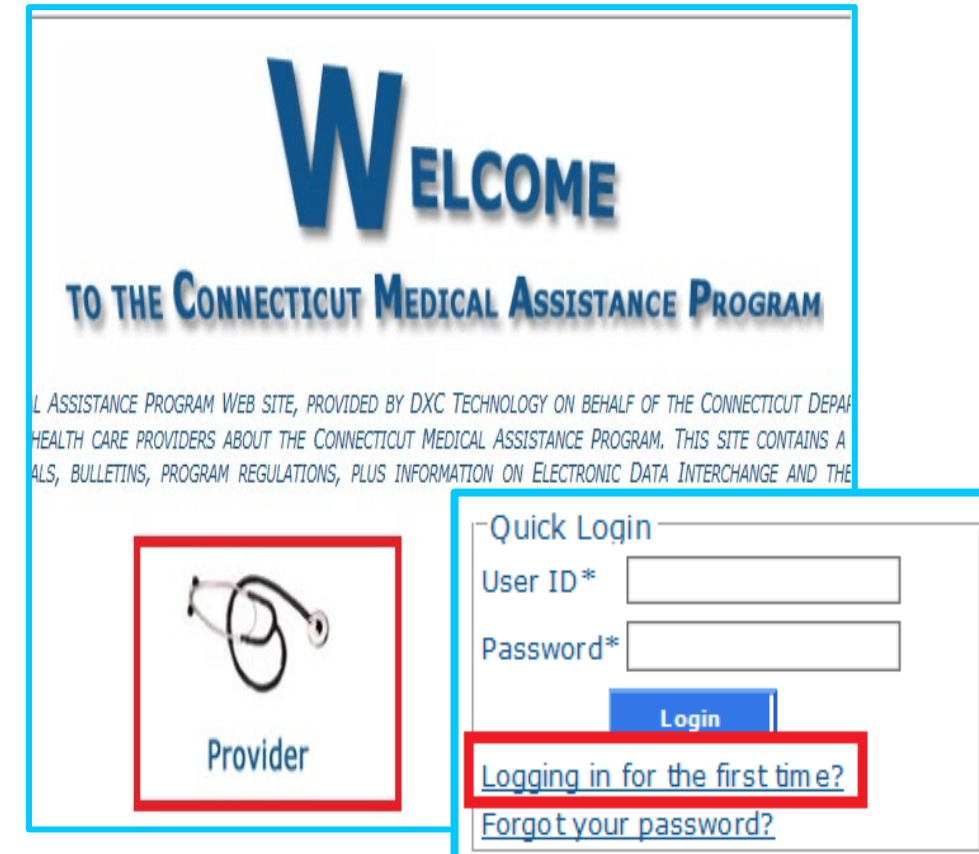 WELCOME
TO THE CONNECTICUT MEDICAL ASSISTANCE PROGRAM
L ASSISTANCE PROGRAM WEB SITE, PROVIDED BY DXC TECHNOLOGY ON BEHALF OF THE CONNECTICUT DEPAR
HEALTH CARE PROVIDERS ABOUT THE CONNECTICUT MEDICAL ASSISTANCE PROGRAM. THIS SITE CONTAINS A
ALS, BULLETINS, PROGRAM REGULATIONS, PLUS INFORMATION ON ELECTRONIC DATA INTERCHANGE AND THE
Provider
Quick Login
User ID*
Password*
Login
Logging in for the first time?
Forgot your password?